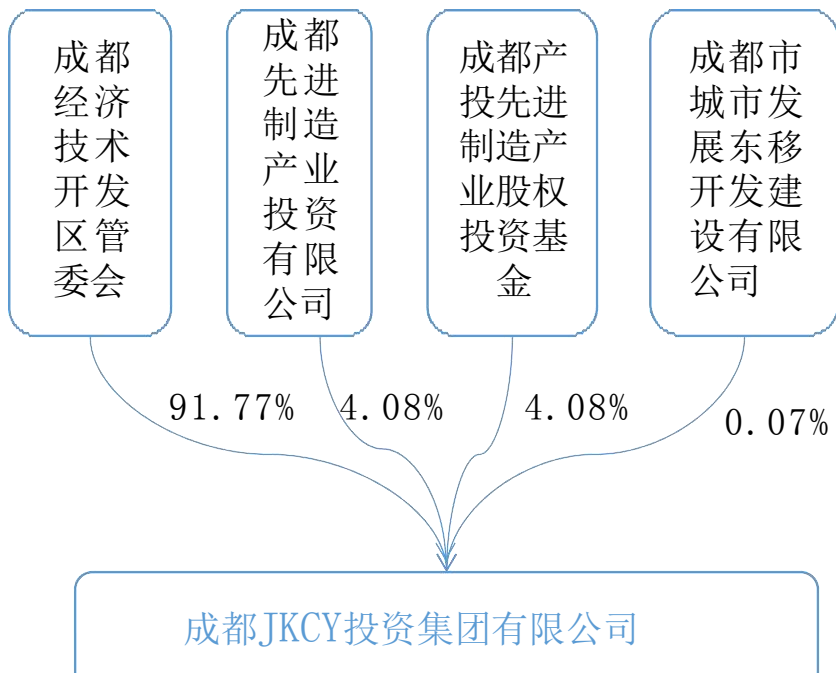 成都
经济
技术
开发
区管
委会
成都
先进
制造
产业
投资
有限
公司
成都产
投先进
制造产
业股权
投资基
金
成都市
城市发
展东移
开发建
设有限
公司
91.77%
4.08%
4.08%
0.07%
成都JKCY投资集团有限公司